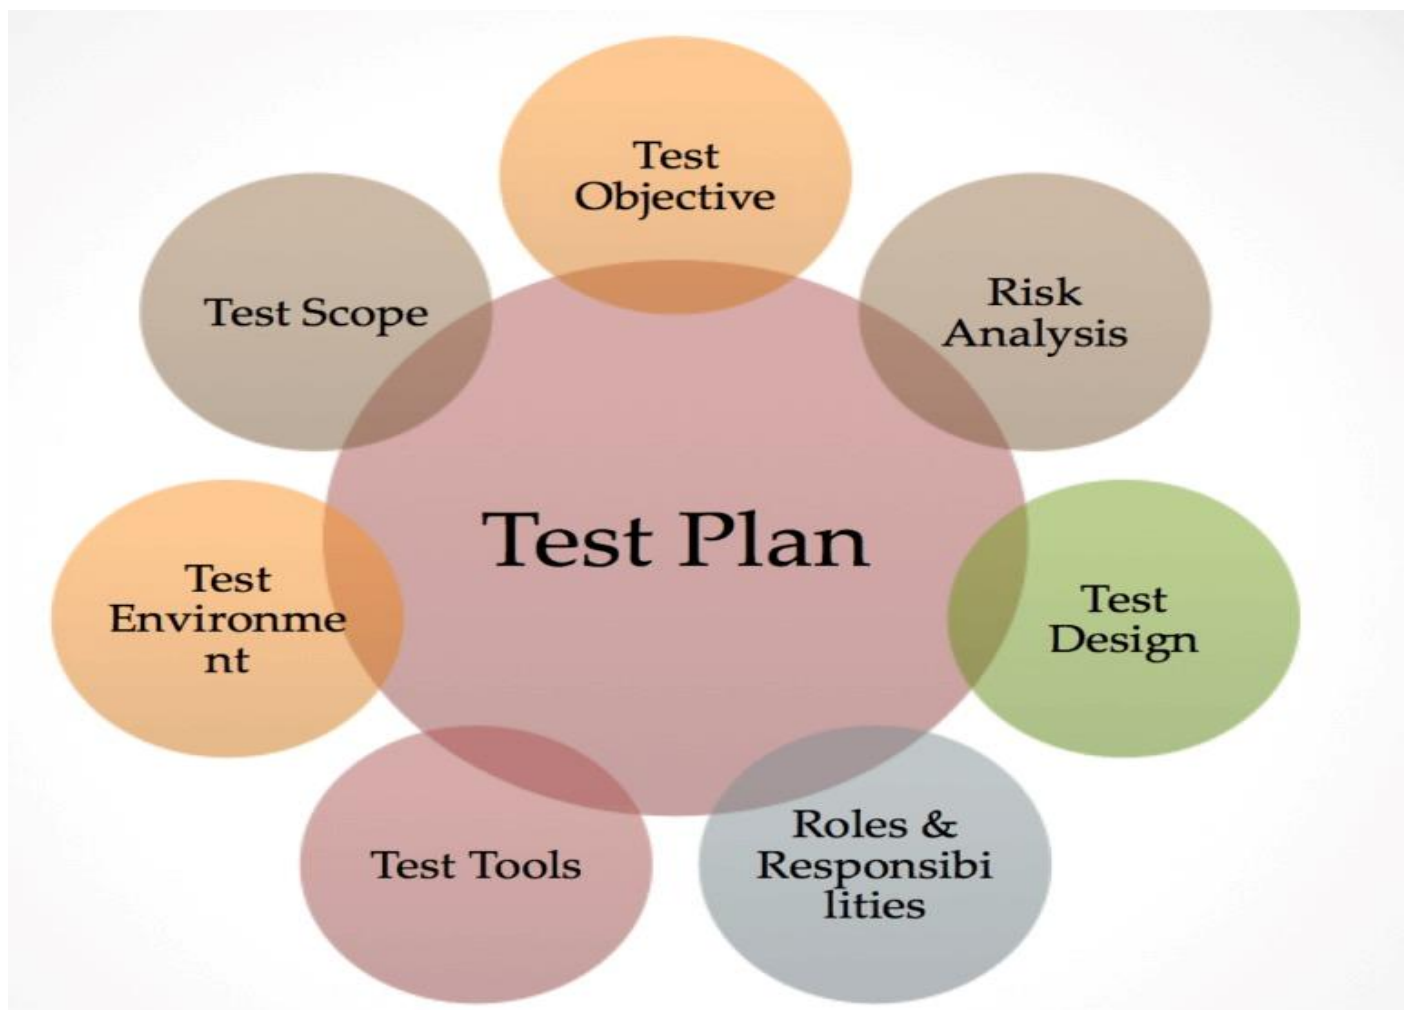 Test
Objective
Test Scope
Risk
Analysis
Test Plan
Test
Environme
nt
Test
Design
Test Tools
Roles &
Responsibi
lities